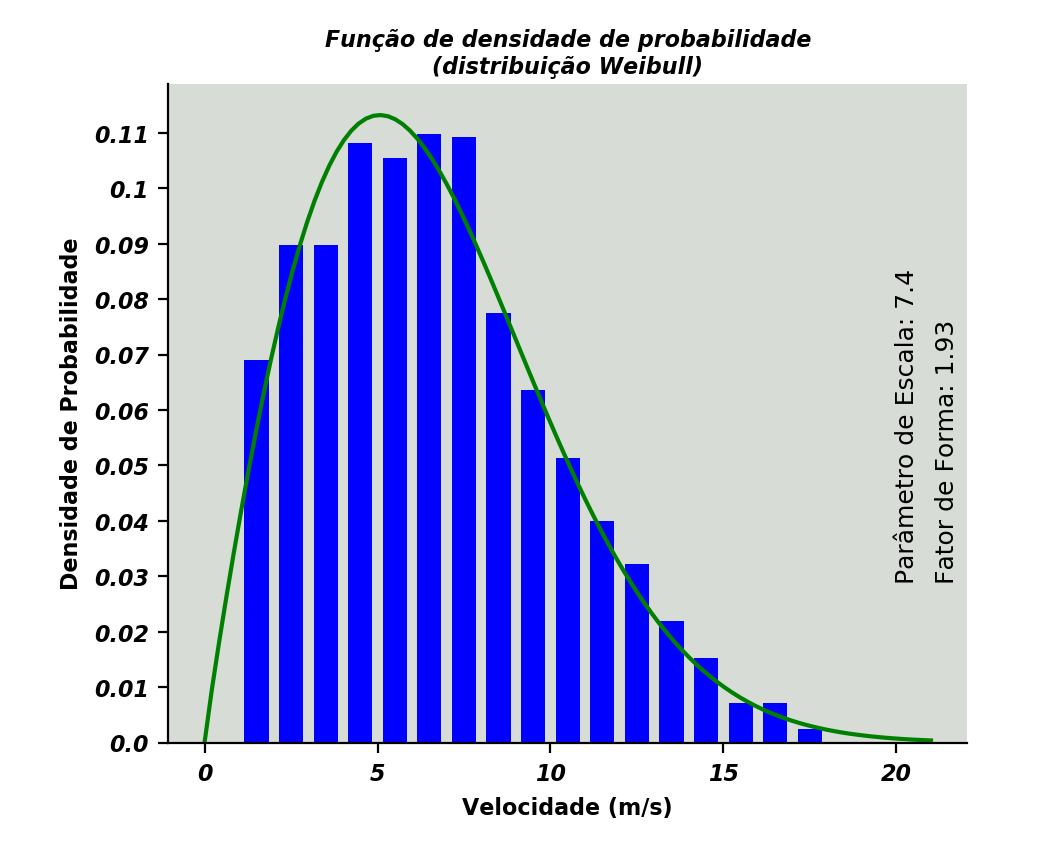 Função de densidade de probabilidade
(distribuição Weibull)
Densidade de Probabilidade
0.11
0.1
0.09
0.08
0.07
0.06
0.05
0.04
0.03
0.02
0.01
0.0
Parâmetro de Escala: 7.4
Fator de Forma: 1.93
0 5 10 15 20
Velocidade (m/s)